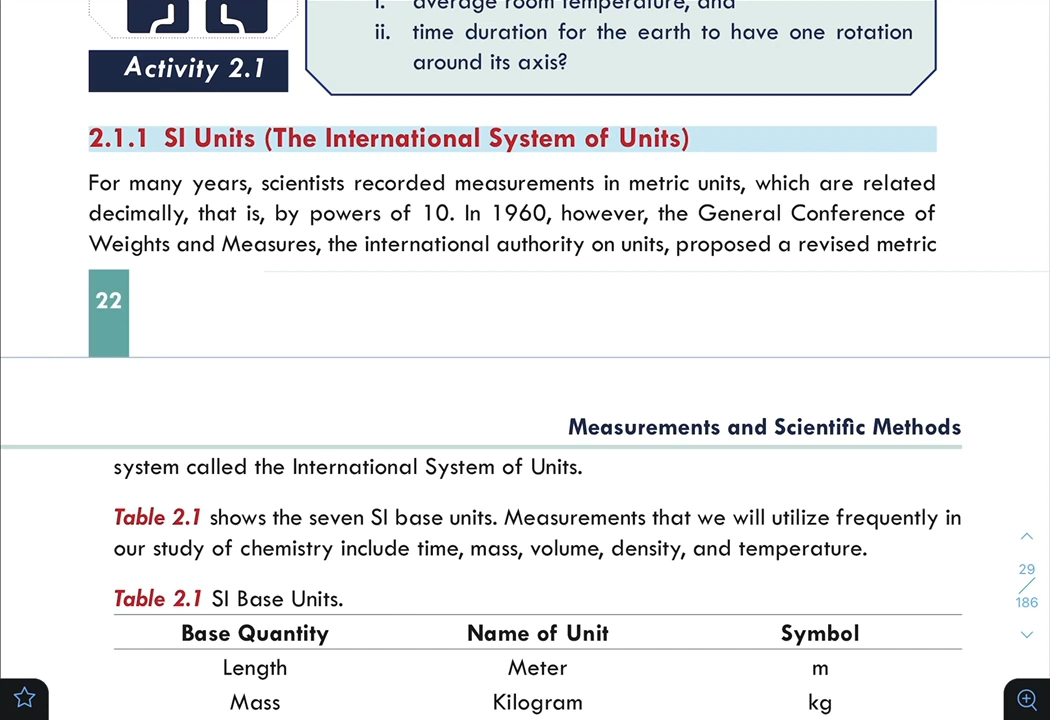 i. average room temperature, and
ii. time duration for the earth to have one rotation
around its axis?
Activity 2.1
2.1.1 SI Units (The International System of Units)
For many years, scientists recorded measurements in metric units, which are related
decimally, that is, by powers of 10. In 1960, however, the General Conference of
Weights and Measures, the international authority on units, proposed a revised metric
22
Measurements and Scientific Methods
system called the International System of Units.
Table 2.1 shows the seven SI base units. Measurements that we will utilize frequently in
our study of chemistry include time, mass, volume, density, and temperature.
Table 2.1 SI Base Units.
Base Quantity Name of Unit Symbol
Length Meter m
Mass Kilogram kg
29
186